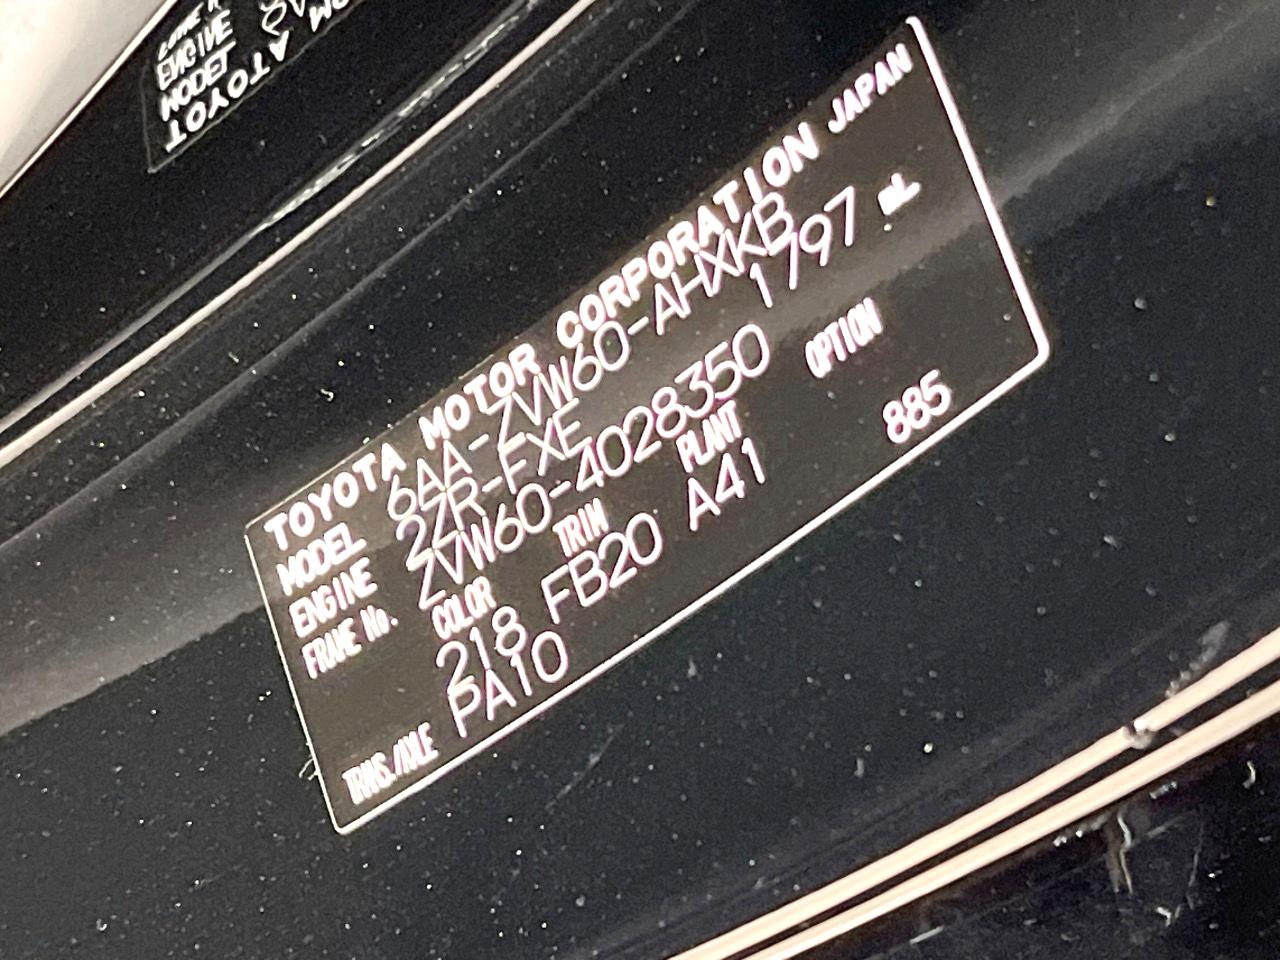 TOYOTA MOTOR CORPORATION JAPAN
MODEL 6AA-ZVW60-AHXKB
ENGINE 2ZR-FXE 1797 mL
FRAME No. ZVW60-4028350
COLOR TRIM PLANT OPTION
218 FB20 A41 885
TRANS./AXLE PA10
ENGINE
MODEL
TOYOTA